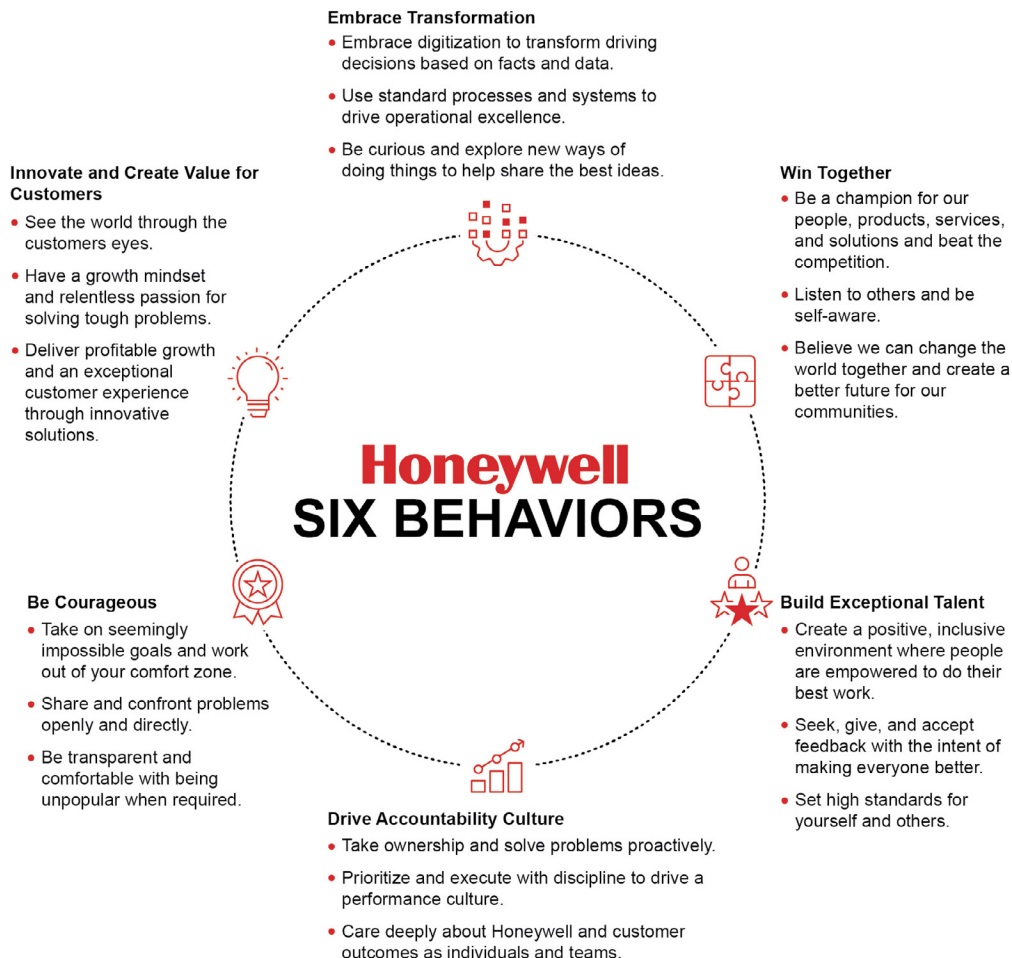 Embrace Transformation
• Embrace digitization to transform driving
decisions based on facts and data.
• Use standard processes and systems to
drive operational excellence.
• Be curious and explore new ways of
doing things to help share the best ideas.
Win Together
• Be a champion for our
people, products, services,
and solutions and beat the
competition.
• Listen to others and be
self-aware.
• Believe we can change the
world together and create a
better future for our
communities.
Build Exceptional Talent
• Create a positive, inclusive
environment where people
are empowered to do their
best work.
• Seek, give, and accept
feedback with the intent of
making everyone better.
• Set high standards for
yourself and others.
Drive Accountability Culture
• Take ownership and solve problems proactively.
• Prioritize and execute with discipline to drive a
performance culture.
• Care deeply about Honeywell and customer
outcomes as individuals and teams.
Be Courageous
• Take on seemingly
impossible goals and work
out of your comfort zone.
• Share and confront problems
openly and directly.
• Be transparent and
comfortable with being
unpopular when required.
Innovate and Create Value for
Customers
• See the world through the
customers eyes.
• Have a growth mindset
and relentless passion for
solving tough problems.
• Deliver profitable growth
and an exceptional
customer experience
through innovative
solutions.
Honeywell
SIX BEHAVIORS